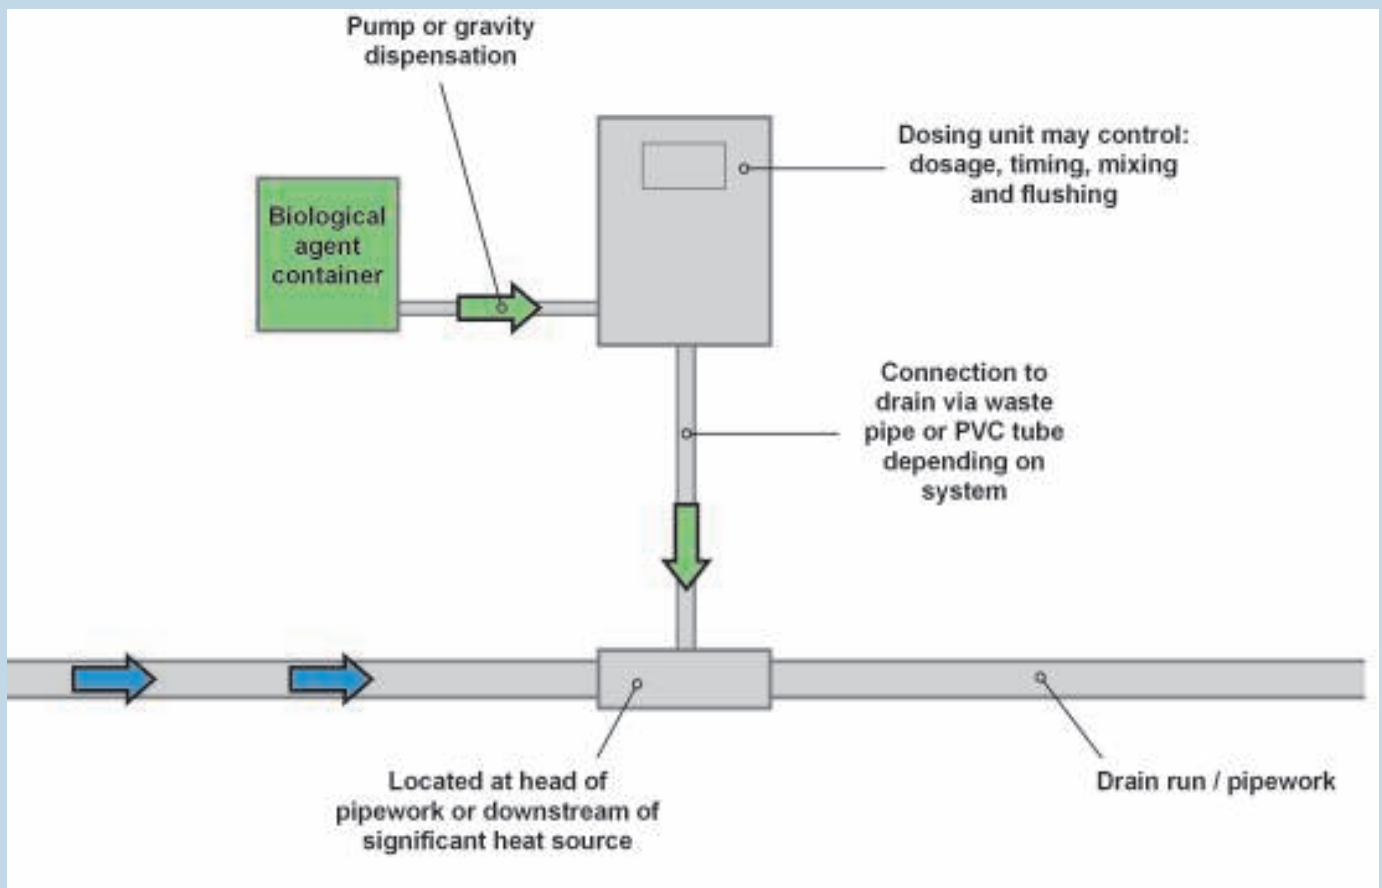 Pump or gravity
dispensation
Dosing unit may control:
dosage, timing, mixing
and flushing
Biological
agent
container
Connection to
drain via waste
pipe or PVC tube
depending on
system
Located at head of
pipework or downstream of
significant heat source
Drain run / pipework